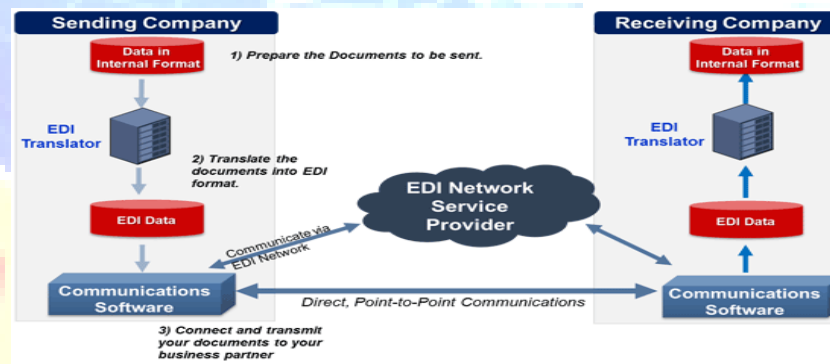 Sending Company
Data in
Internal Format
1) Prepare the Documents to be sent.
EDI
Translator
2) Translate the
documents into EDI
format.
EDI Data
Communicate via
EDI Network
Communications
Software
3) Connect and transmit
your documents to your
business partner
EDI Network
Service
Provider
Direct, Point-to-Point Communications
Receiving Company
Data in
Internal Format
EDI
Translator
EDI Data
Communications
Software